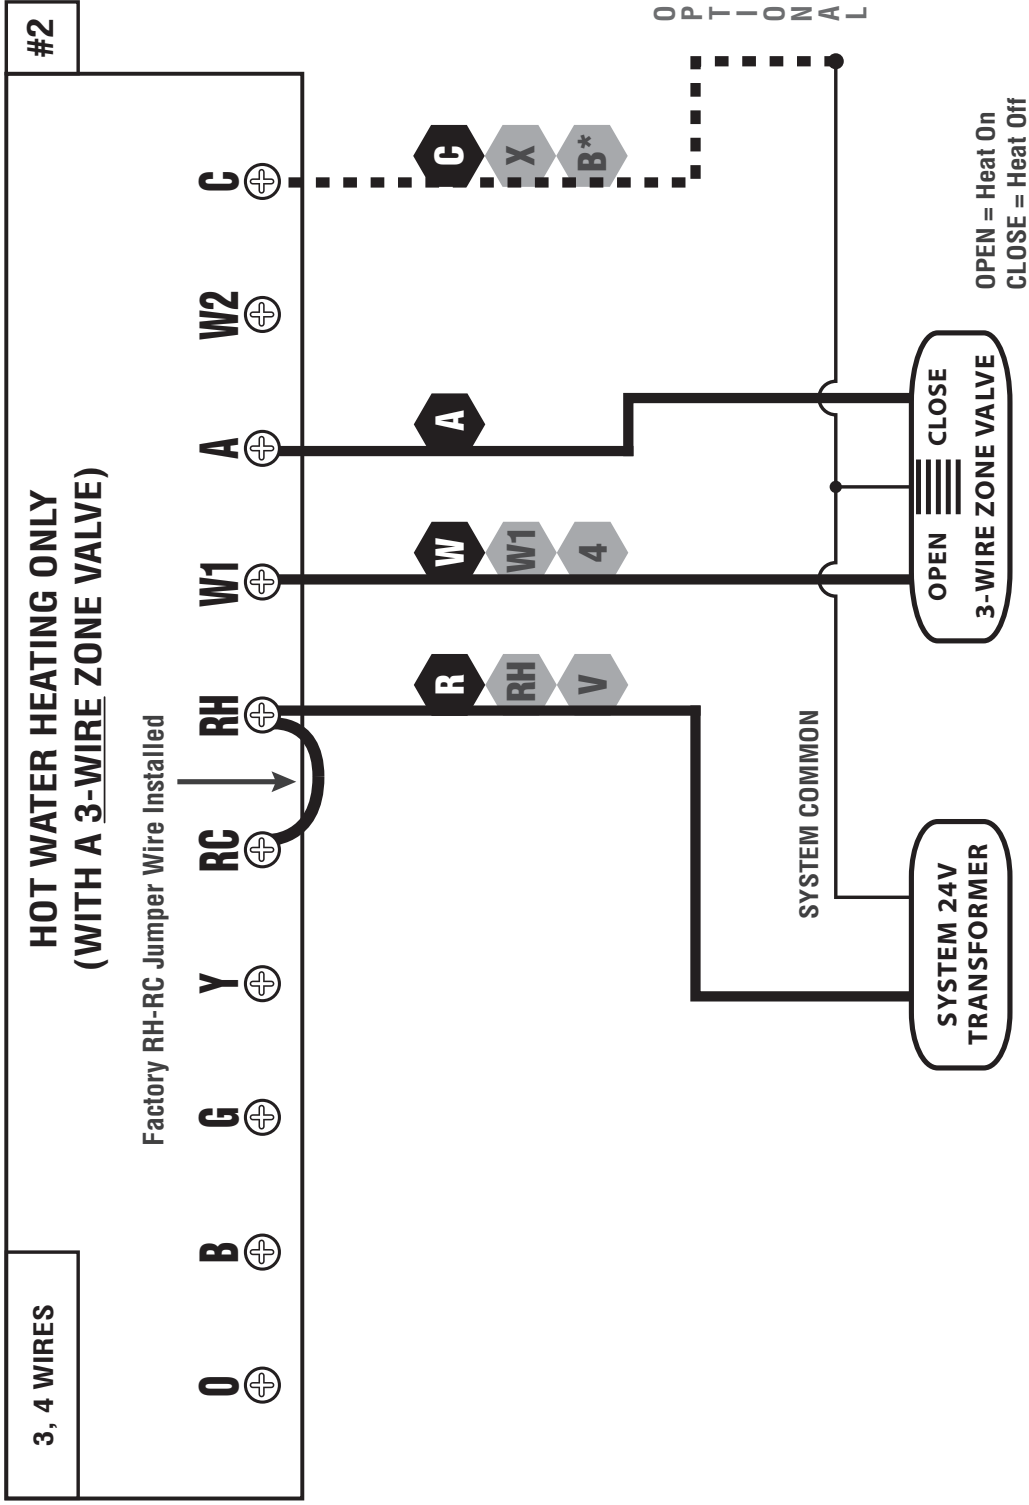 3, 4 WIRES
HOT WATER HEATING ONLY
(WITH A 3-WIRE ZONE VALVE)
#2
Factory RH-RC Jumper Wire Installed
O B G Y RC RH W1 A W2 C
R W A C
RH W1 X
V 4 B*
OPTIONAL
SYSTEM COMMON
SYSTEM 24V
TRANSFORMER
OPEN CLOSE
3-WIRE ZONE VALVE
OPEN = Heat On
CLOSE = Heat Off